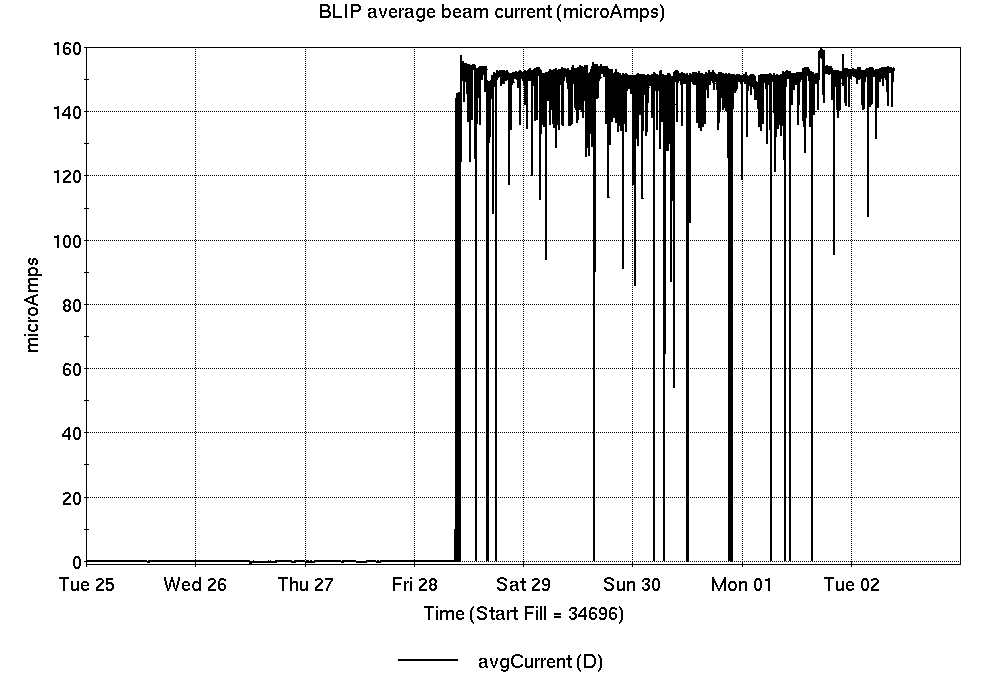 BLIP average beam current (microAmps)
160
140
120
100
80
60
40
20
0
microAmps
Tue 25 Wed 26 Thu 27 Fri 28 Sat 29 Sun 30 Mon 01 Tue 02
Time (Start Fill = 34696)
avgCurrent (D)